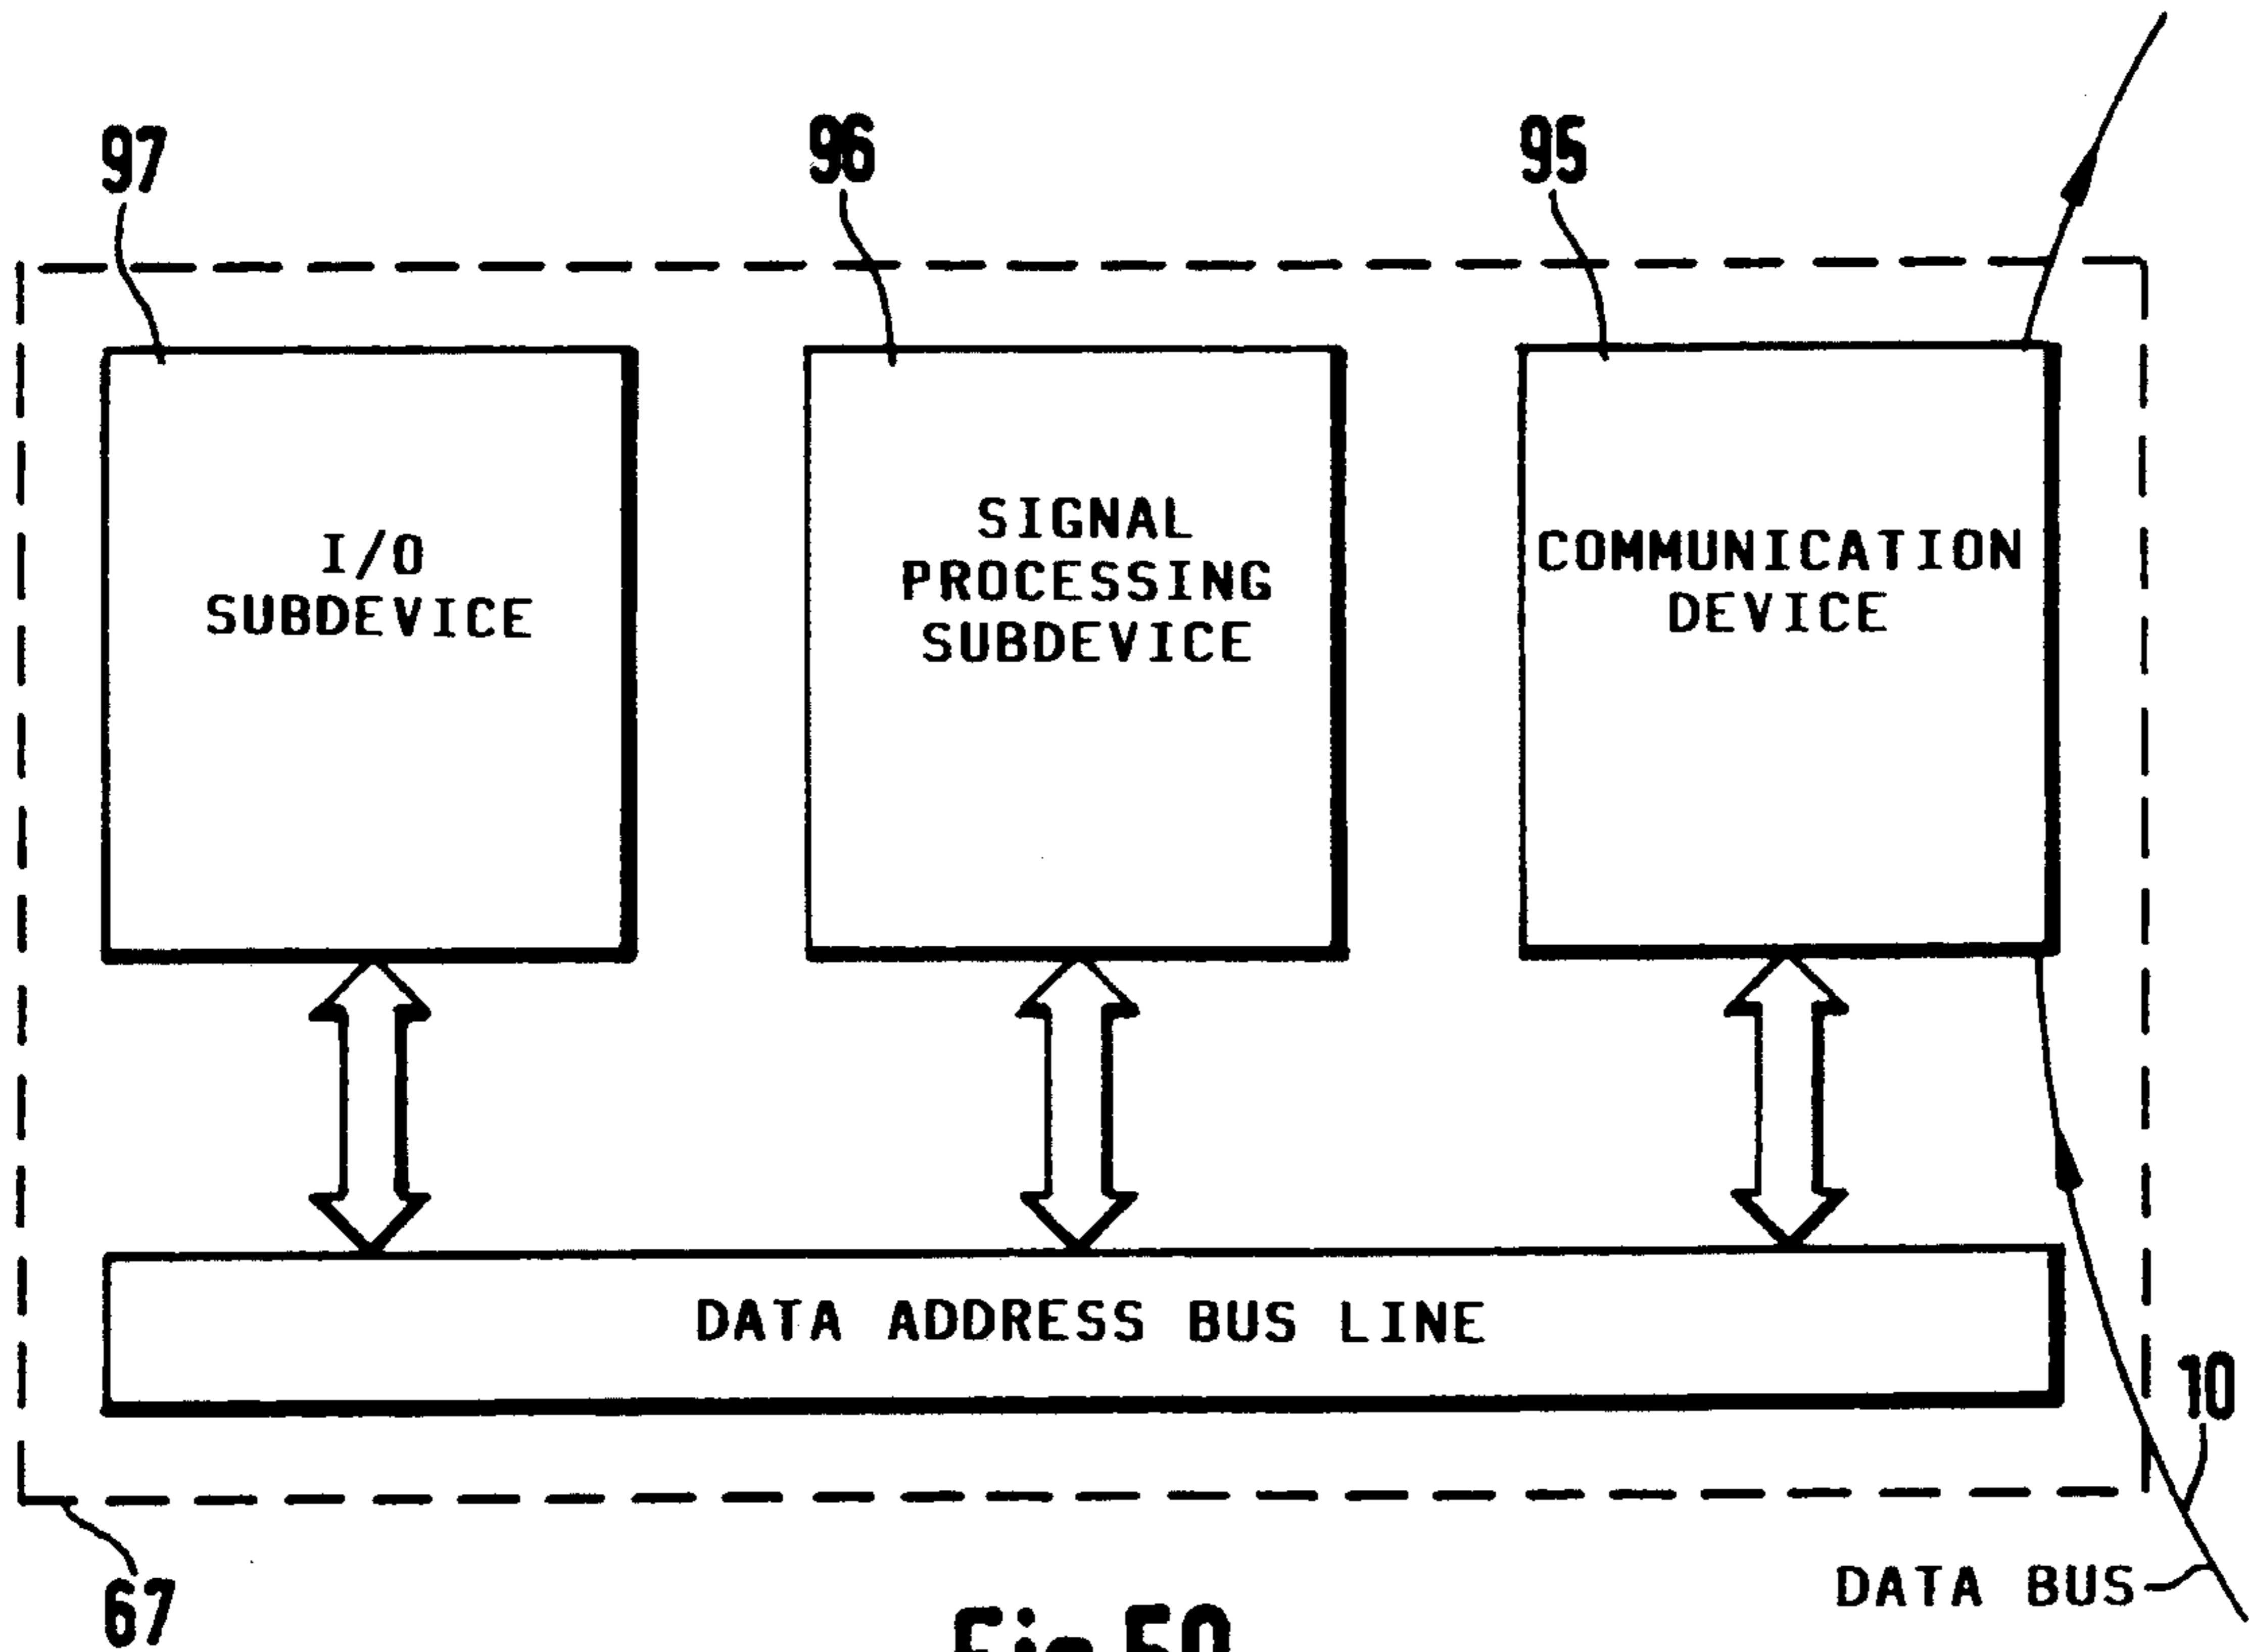 97
96
95
I/O
SUBDEVICE
SIGNAL
PROCESSING
SUBDEVICE
COMMUNICATION
DEVICE
DATA ADDRESS BUS LINE
10
DATA BUS
67